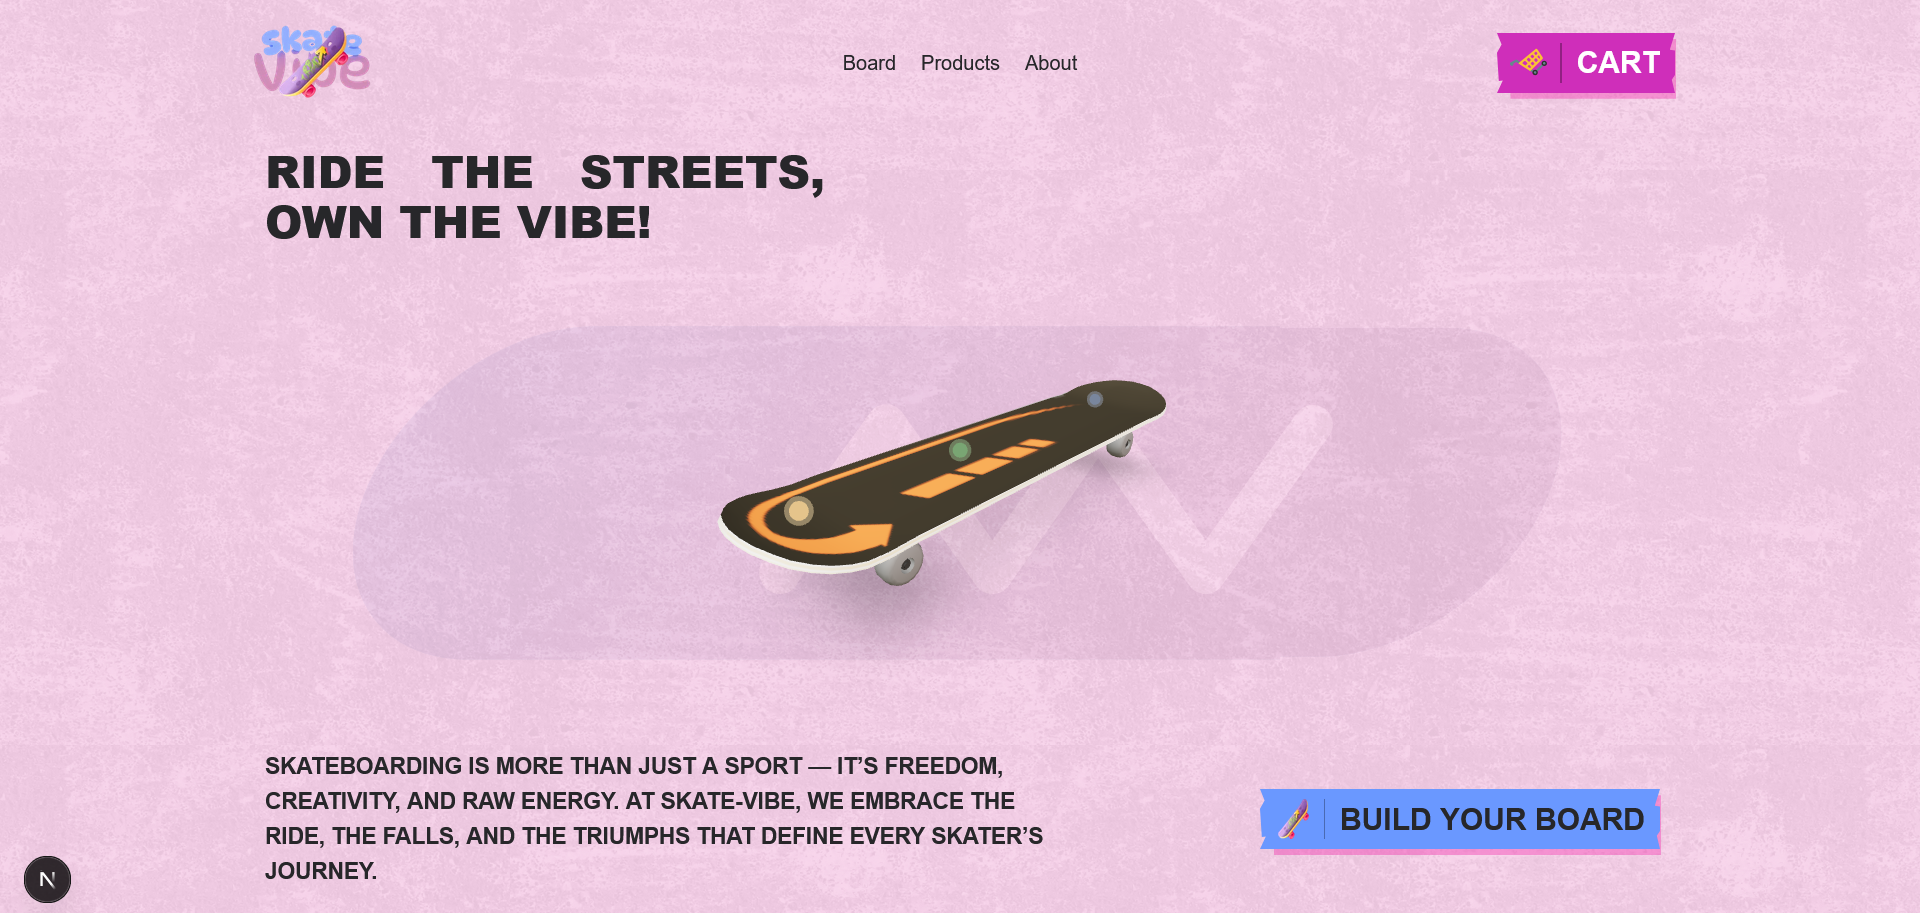 skate
Vibe
Board Products About
CART
RIDE THE STREETS,
OWN THE VIBE!
SKATEBOARDING IS MORE THAN JUST A SPORT — IT’S FREEDOM,
CREATIVITY, AND RAW ENERGY. AT SKATE-VIBE, WE EMBRACE THE
RIDE, THE FALLS, AND THE TRIUMPHS THAT DEFINE EVERY SKATER’S
JOURNEY.
BUILD YOUR BOARD
N